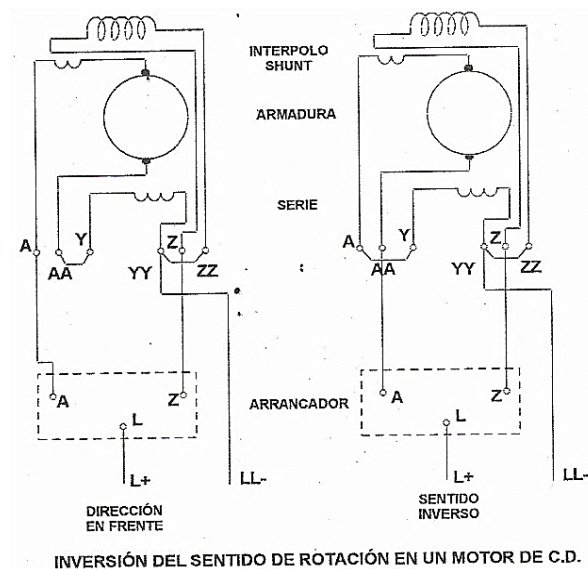 INTERPOLO
SHUNT
ARMADURA
SERIE
A
AA
Y
YY
Z
ZZ
A
AA
Y
YY
Z
ZZ
A
Z
L
ARRANCADOR
A
Z
L
L+
LL-
L+
LL-
DIRECCIÓN
EN FRENTE
SENTIDO
INVERSO
INVERSIÓN DEL SENTIDO DE ROTACIÓN EN UN MOTOR DE C.D.